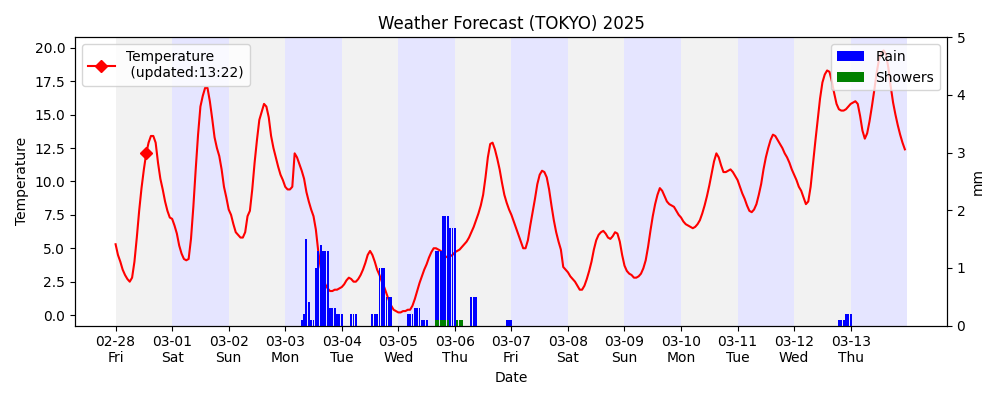 Weather Forecast (TOKYO) 2025
Temperature
(updated:13:22)
Rain
Showers
20.0
17.5
15.0
12.5
10.0
7.5
5.0
2.5
0.0
Temperature
5
4
3
2
1
0
mm
02-28 03-01 03-02 03-03 03-04 03-05 03-06 03-07 03-08 03-09 03-10 03-11 03-12 03-13
Fri Sat Sun Mon Tue Wed Thu Fri Sat Sun Mon Tue Wed Thu
Date